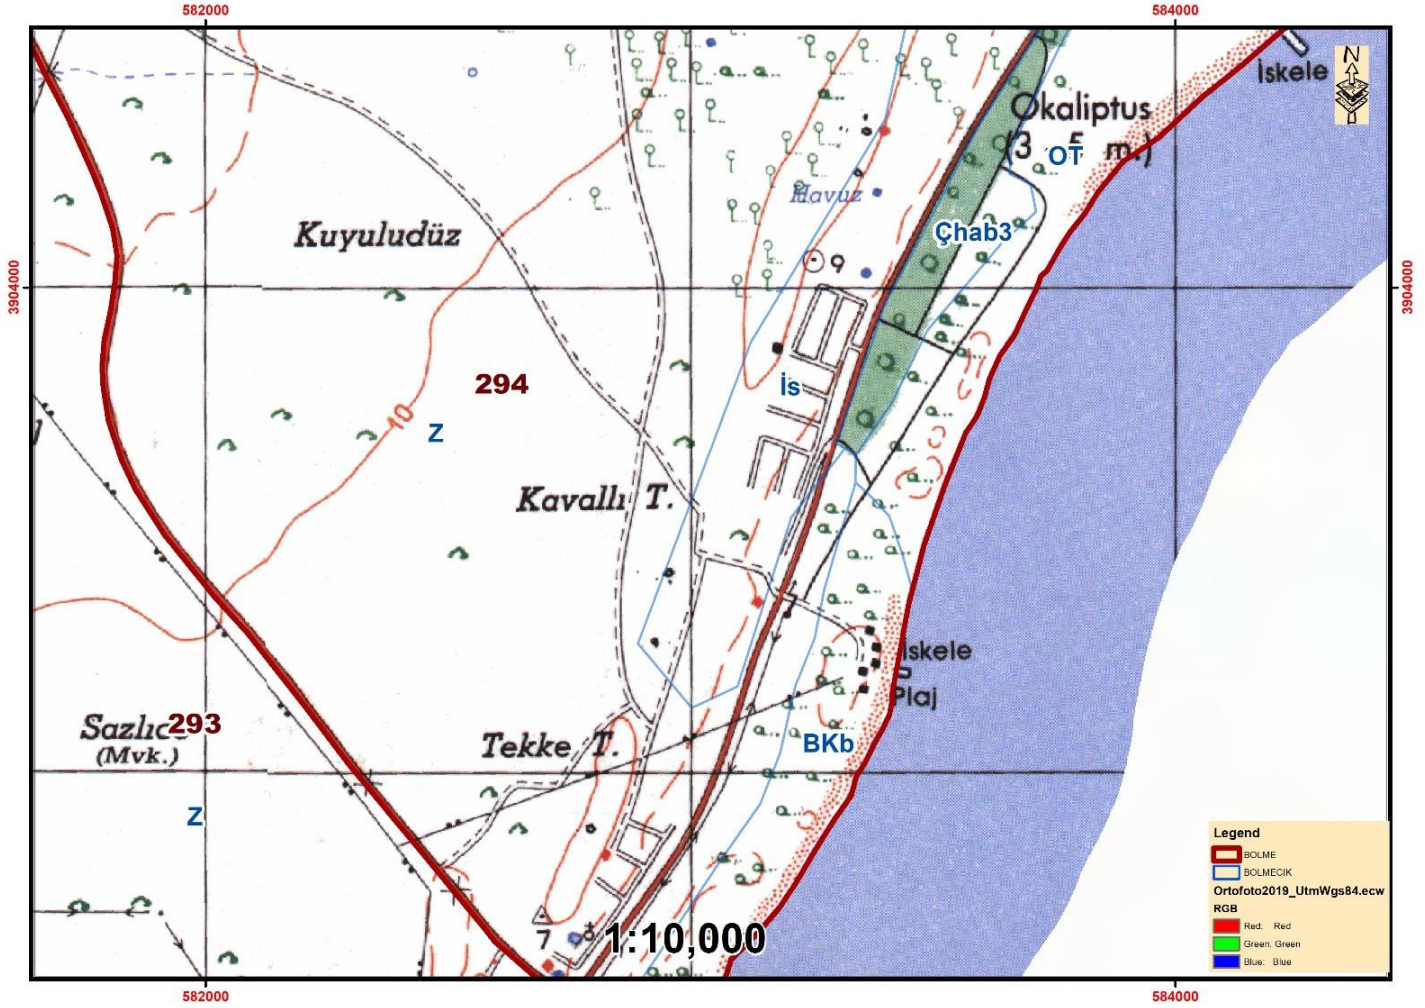 582000
584000
İskele
N
Okaliptus
(3 5 m.)
OT
Havuz
Kuyuludüz
Çhab3
9
3904000
3904000
294
İs
10
Z
Kavallı T.
İskele
Plaj
293
(Mvk.)
Tekke T.
BKb
Z
7
1:10,000
Legend
BOLME
BOLMECIK
Ortofoto2019_UtmWgs84.ecw
RGB
Red: Red
Green: Green
Blue: Blue
582000
584000